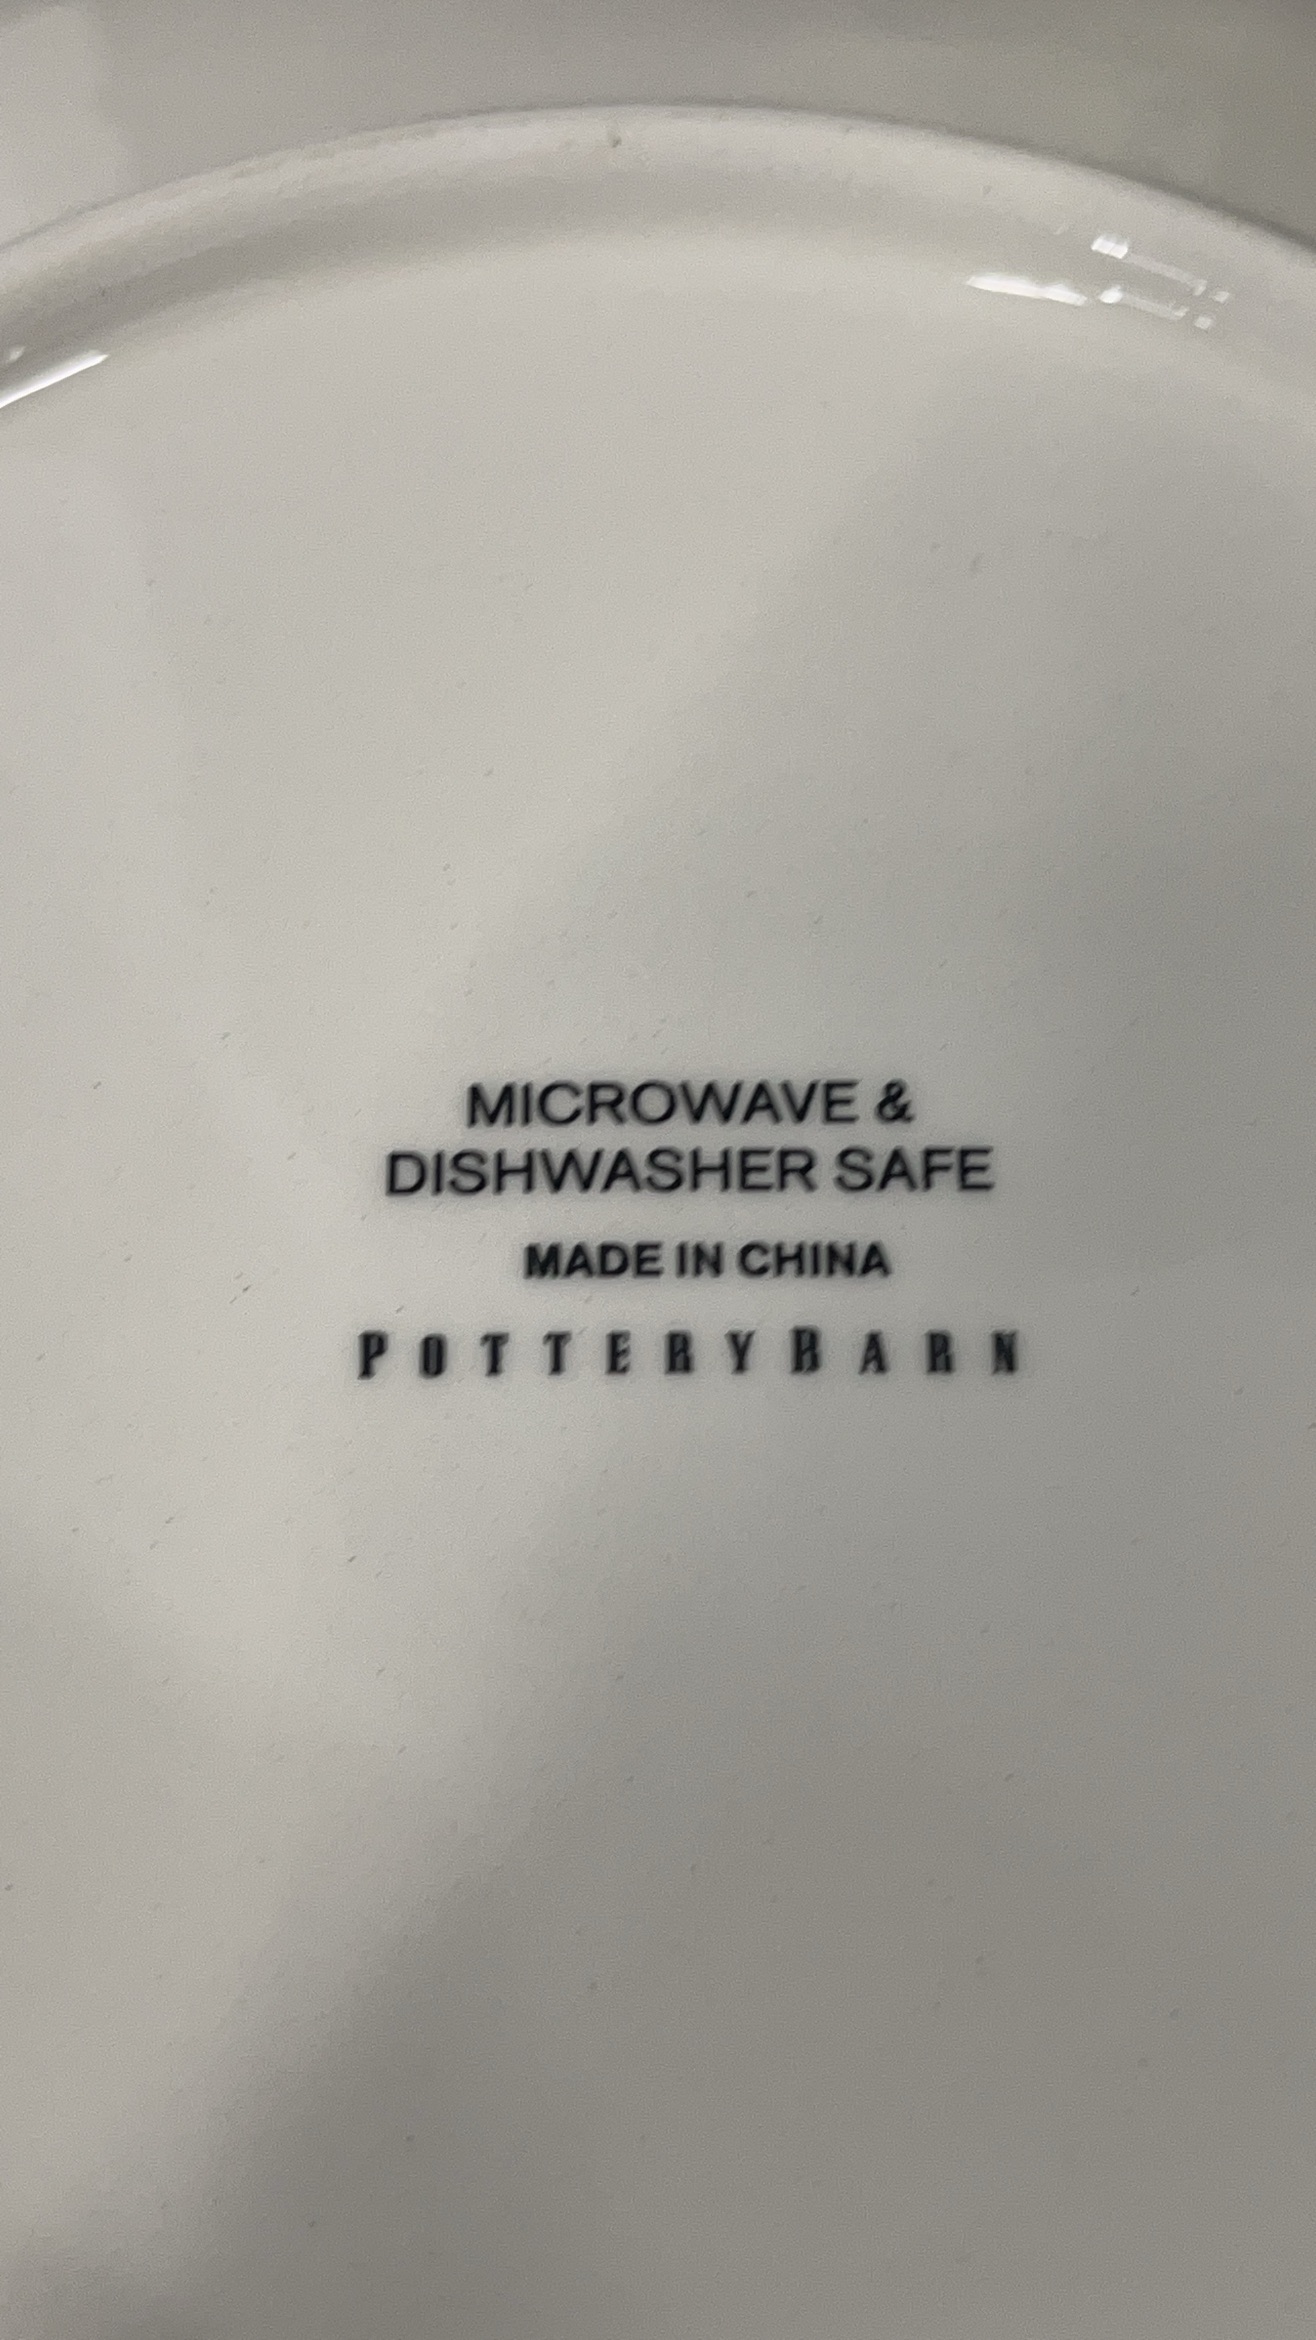 MICROWAVE &
DISHWASHER SAFE
MADE IN CHINA
POTTERYBARN